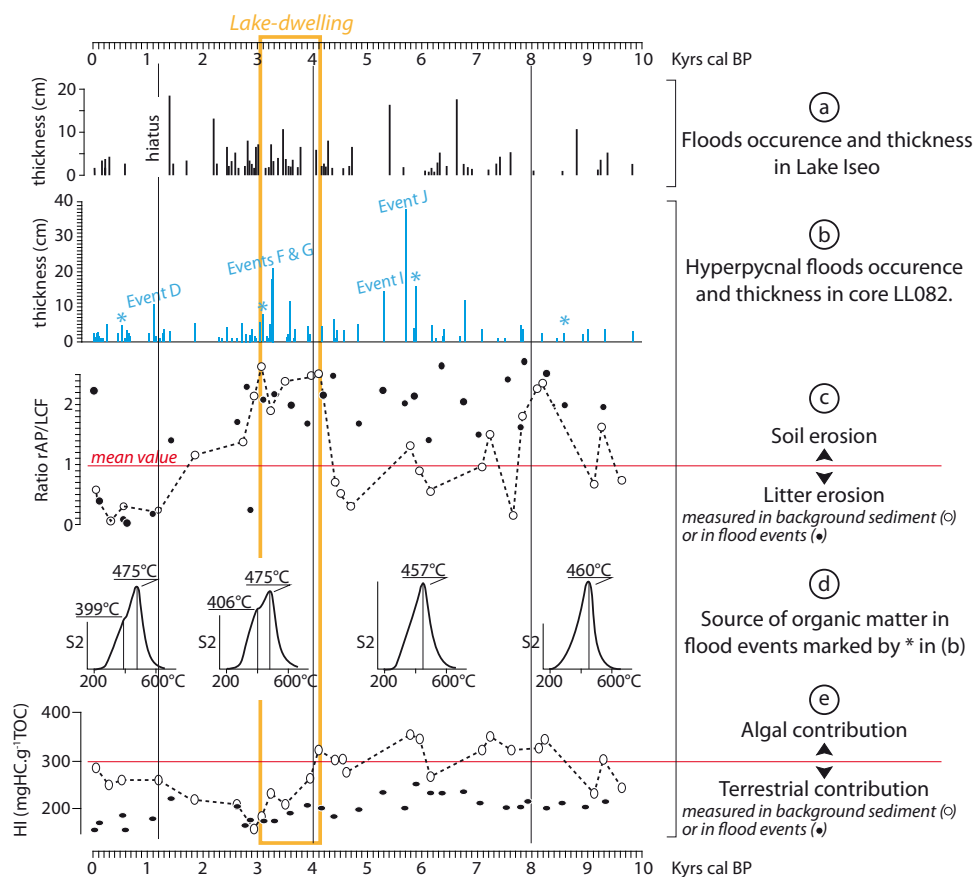 Lake-dwelling
0 1 2 3 4 5 6 7 8 9 10 Kyrs cal BP
thickness (cm)
20
10
0
hiatus
a
Floods occurence and thickness
in Lake Iseo
thickness (cm)
40
30
20
10
0
Event D
*
Events F & G
*
Event I
Event J
*
*
b
Hyperpycnal floods occurence
and thickness in core LL082.
Ratio rAP/LCF
2
1
0
mean value
c
Soil erosion
Litter erosion
measured in background sediment (○)
or in flood events (●)
S2
399°C
475°C
200 600°C
S2
406°C
475°C
200 600°C
S2
457°C
200 600°C
S2
460°C
200 600°C
d
Source of organic matter in
flood events marked by * in (b)
HI (mgHC.g⁻¹TOC)
400
300
200
e
Algal contribution
Terrestrial contribution
measured in background sediment (○)
or in flood events (●)
0 1 2 3 4 5 6 7 8 9 10 Kyrs cal BP